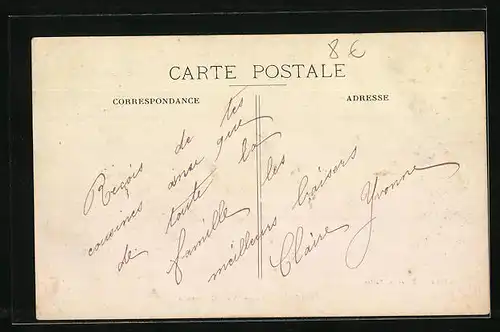 8 €
CARTE POSTALE
CORRESPONDANCE
ADRESSE
Reçois de tes
cousines ainsi que
de toute la
famille les
meilleurs baisers
Claire Yvonne